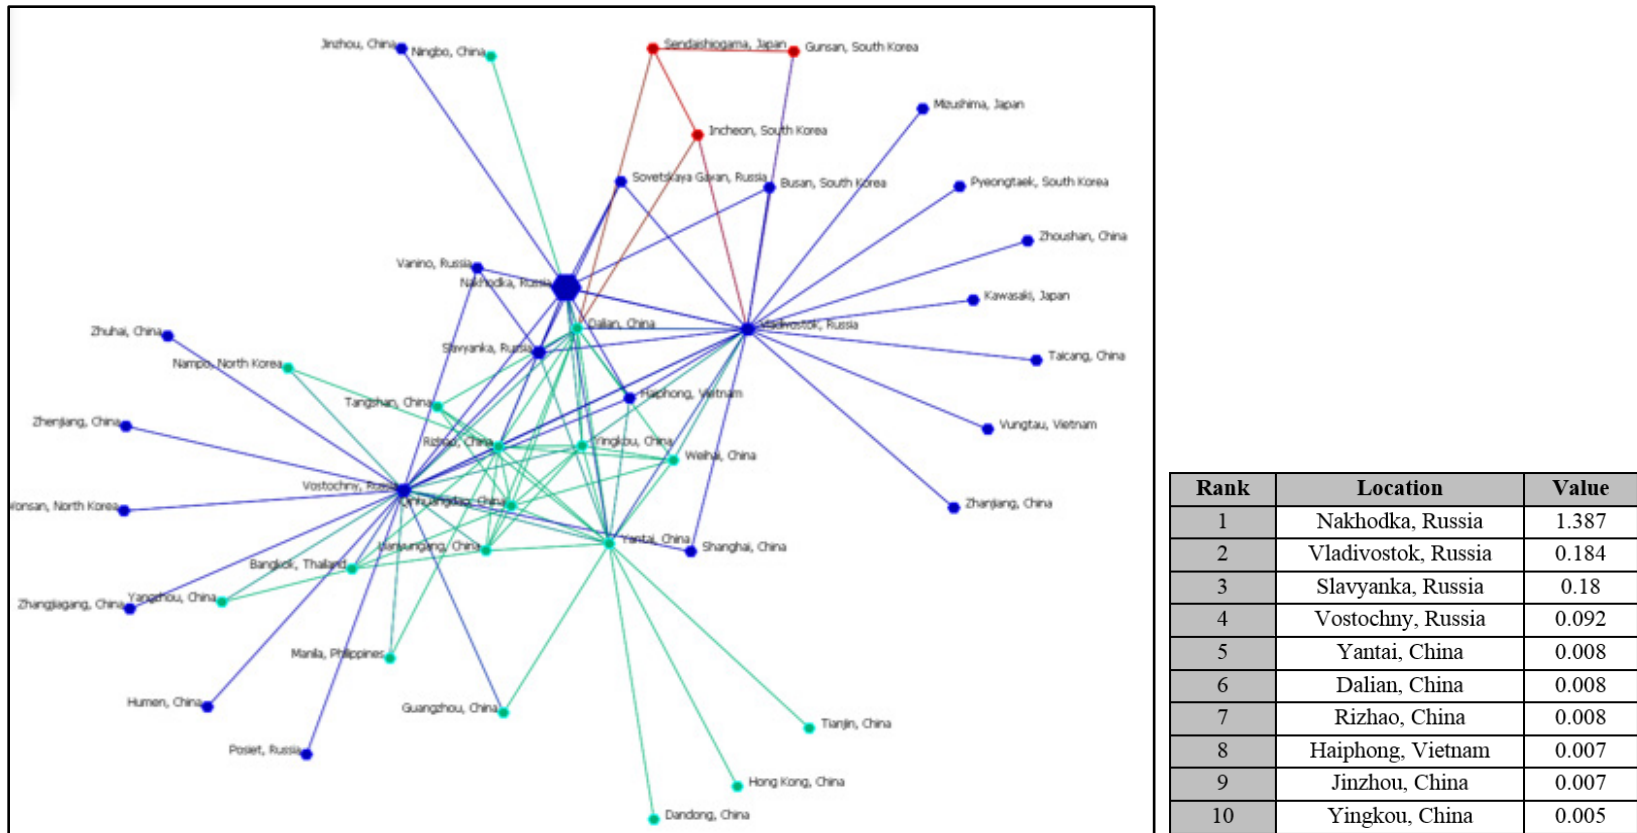 Jinzhou, China
Ningbo, China
Sendaishiogama, Japan
Gunsan, South Korea
Mizushima, Japan
Incheon, South Korea
Sovetskaya Gavan, Russia
Busan, South Korea
Pyeongtaek, South Korea
Zhoushan, China
Vanino, Russia
Nakhodka, Russia
Kawasaki, Japan
Dalian, China
Vladivostok, Russia
Zhuhai, China
Slavyanka, Russia
Taicang, China
Nampo, North Korea
Haiphong, Vietnam
Tangshan, China
Zhenjiang, China
Vungtau, Vietnam
Rizhao, China
Yingkou, China
Weihai, China
Vostochny, Russia
Qinhuangdao, China
Wonsan, North Korea
Zhanjiang, China
Lianyungang, China
Yantai, China
Shanghai, China
Bangkok, Thailand
Yangzhou, China
Zhangjiagang, China
Manila, Philippines
Humen, China
Guangzhou, China
Tianjin, China
Posiet, Russia
Hong Kong, China
Dandong, China
Rank Location Value
1 Nakhodka, Russia 1.387
2 Vladivostok, Russia 0.184
3 Slavyanka, Russia 0.18
4 Vostochny, Russia 0.092
5 Yantai, China 0.008
6 Dalian, China 0.008
7 Rizhao, China 0.008
8 Haiphong, Vietnam 0.007
9 Jinzhou, China 0.007
10 Yingkou, China 0.005